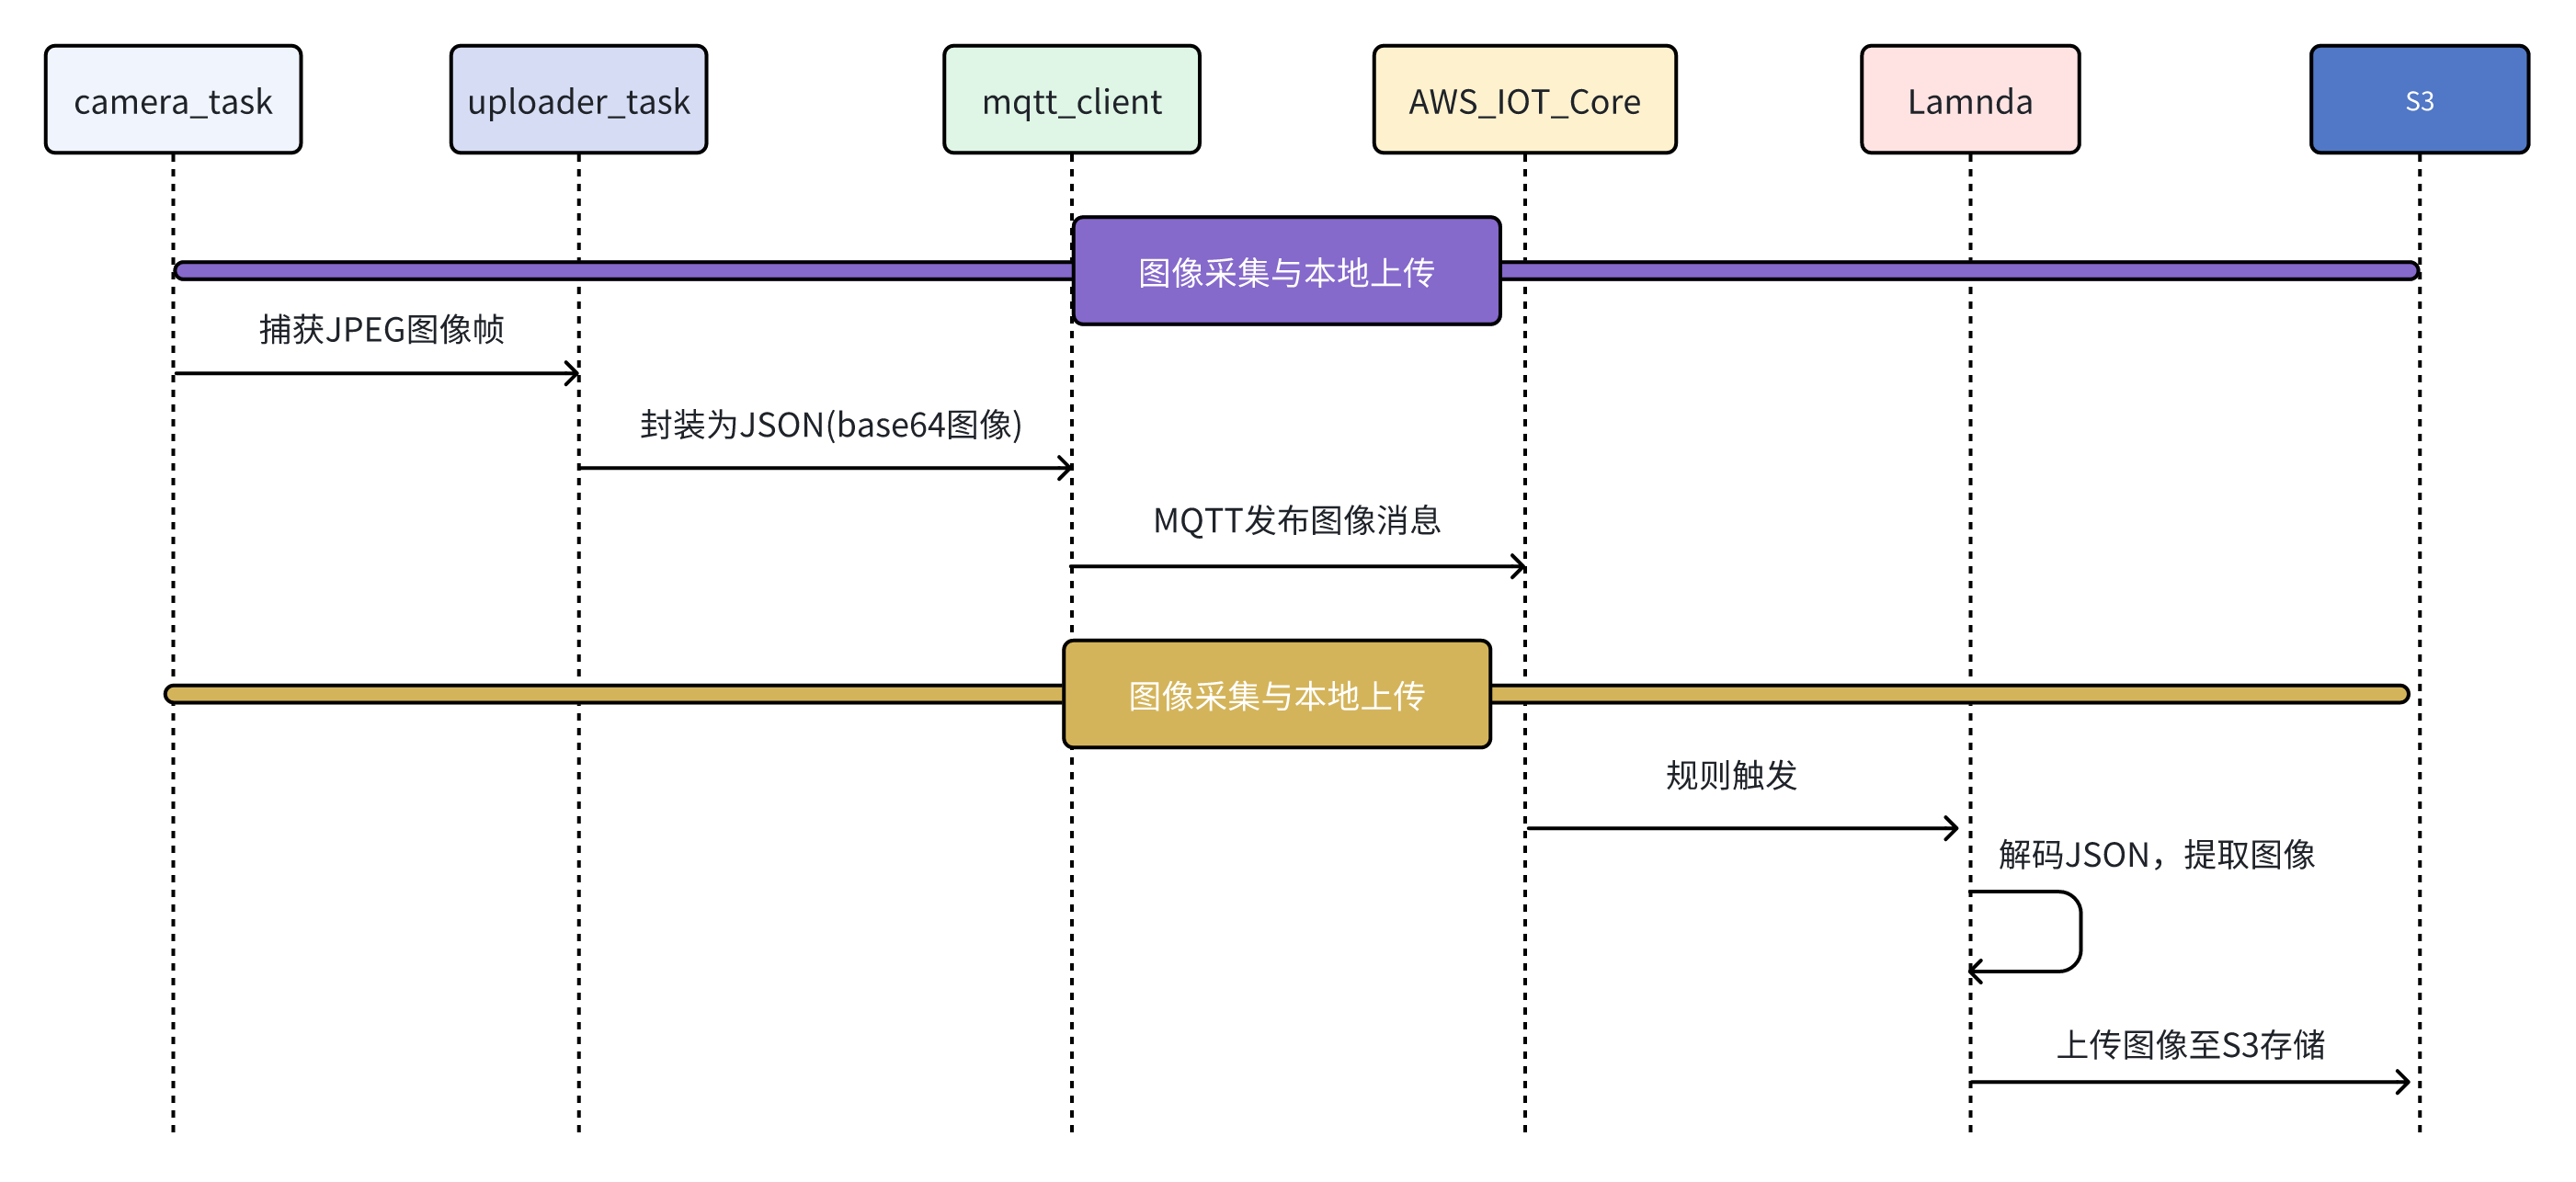 camera_task
uploader_task
mqtt_client
AWS_IOT_Core
Lamnda
S3
图像采集与本地上传
捕获JPEG图像帧
封装为JSON(base64图像)
MQTT发布图像消息
图像采集与本地上传
规则触发
解码JSON，提取图像
上传图像至S3存储